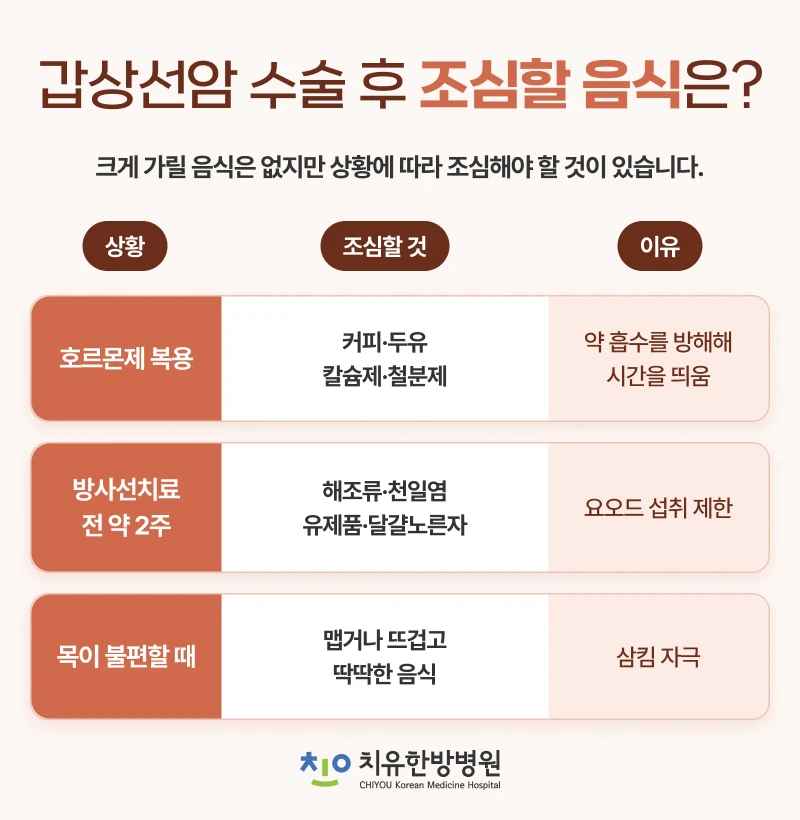 갑상선암 수술 후 조심할 음식은?
크게 가릴 음식은 없지만 상황에 따라 조심해야 할 것이 있습니다.
상황
조심할 것
이유
호르몬제 복용
커피·두유
칼슘제·철분제
약 흡수를 방해해
시간을 띄움
방사선치료
전 약 2주
해조류·천일염
유제품·달걀노른자
요오드 섭취 제한
목이 불편할 때
맵거나 뜨겁고
딱딱한 음식
삼킴 자극
치유 치유한방병원
CHIYOU Korean Medicine Hospital